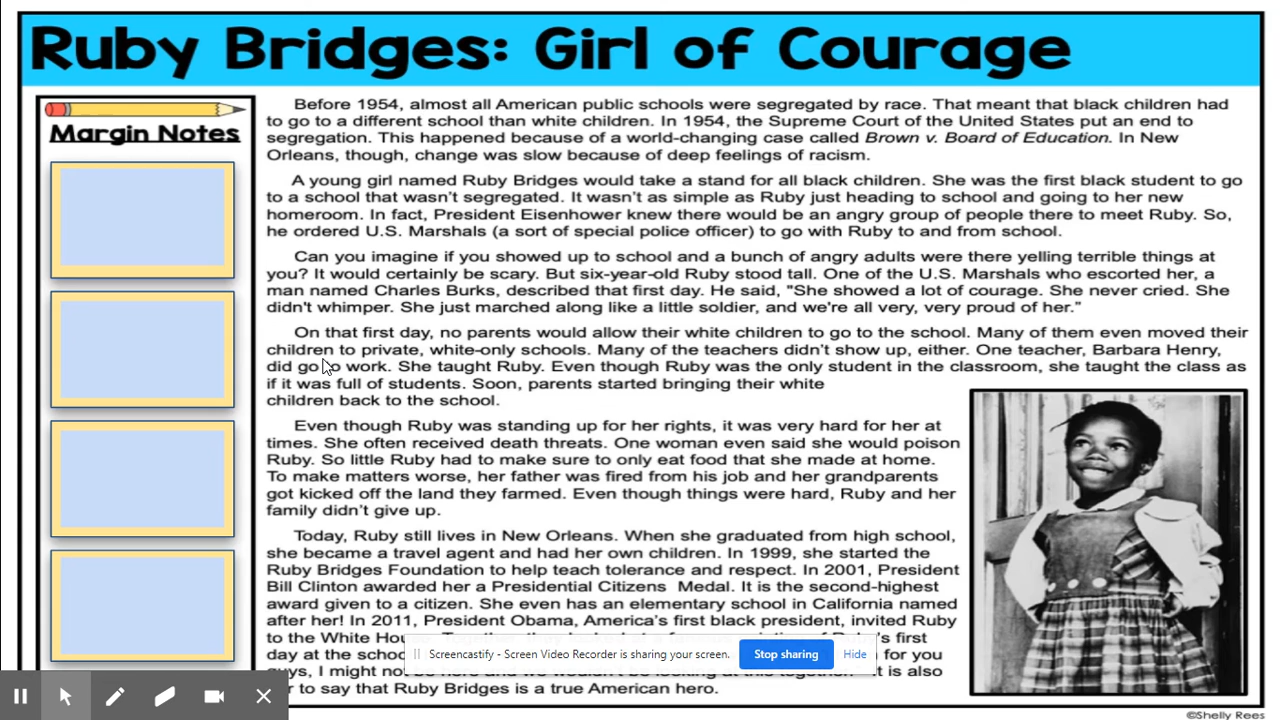 Ruby Bridges: Girl of Courage
Margin Notes
Before 1954, almost all American public schools were segregated by race. That meant that black children had
to go to a different school than white children. In 1954, the Supreme Court of the United States put an end to
segregation. This happened because of a world-changing case called Brown v. Board of Education. In New
Orleans, though, change was slow because of deep feelings of racism.
A young girl named Ruby Bridges would take a stand for all black children. She was the first black student to go
to a school that wasn't segregated. It wasn't as simple as Ruby just heading to school and going to her new
homeroom. In fact, President Eisenhower knew there would be an angry group of people there to meet Ruby. So,
he ordered U.S. Marshals (a sort of special police officer) to go with Ruby to and from school.
Can you imagine if you showed up to school and a bunch of angry adults were there yelling terrible things at
you? It would certainly be scary. But six-year-old Ruby stood tall. One of the U.S. Marshals who escorted her, a
man named Charles Burks, described that first day. He said, "She showed a lot of courage. She never cried. She
didn't whimper. She just marched along like a little soldier, and we're all very, very proud of her."
On that first day, no parents would allow their white children to go to the school. Many of them even moved their
children to private, white-only schools. Many of the teachers didn't show up, either. One teacher, Barbara Henry,
did go to work. She taught Ruby. Even though Ruby was the only student in the classroom, she taught the class as
if it was full of students. Soon, parents started bringing their white
children back to the school.
Even though Ruby was standing up for her rights, it was very hard for her at
times. She often received death threats. One woman even said she would poison
Ruby. So little Ruby had to make sure to only eat food that she made at home.
To make matters worse, her father was fired from his job and her grandparents
got kicked off the land they farmed. Even though things were hard, Ruby and her
family didn't give up.
Today, Ruby still lives in New Orleans. When she graduated from high school,
she became a travel agent and had her own children. In 1999, she started the
Ruby Bridges Foundation to help teach tolerance and respect. In 2001, President
Bill Clinton awarded her a Presidential Citizens Medal. It is the second-highest
award given to a citizen. She even has an elementary school in California named
after her! In 2011, President Obama, America's first black president, invited Ruby
to the White first
day at the for you
I might not It is also
to say that Ruby Bridges is a true American hero.
Screencastify - Screen Video Recorder is sharing your screen.
Stop sharing
Hide
©Shelly Rees